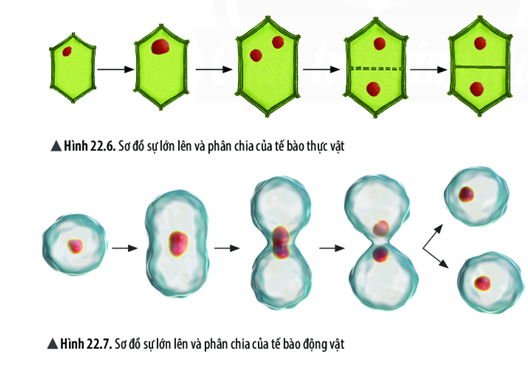 ▲ Hình 22.6. Sơ đồ sự lớn lên và phân chia của tế bào thực vật
▲ Hình 22.7. Sơ đồ sự lớn lên và phân chia của tế bào động vật